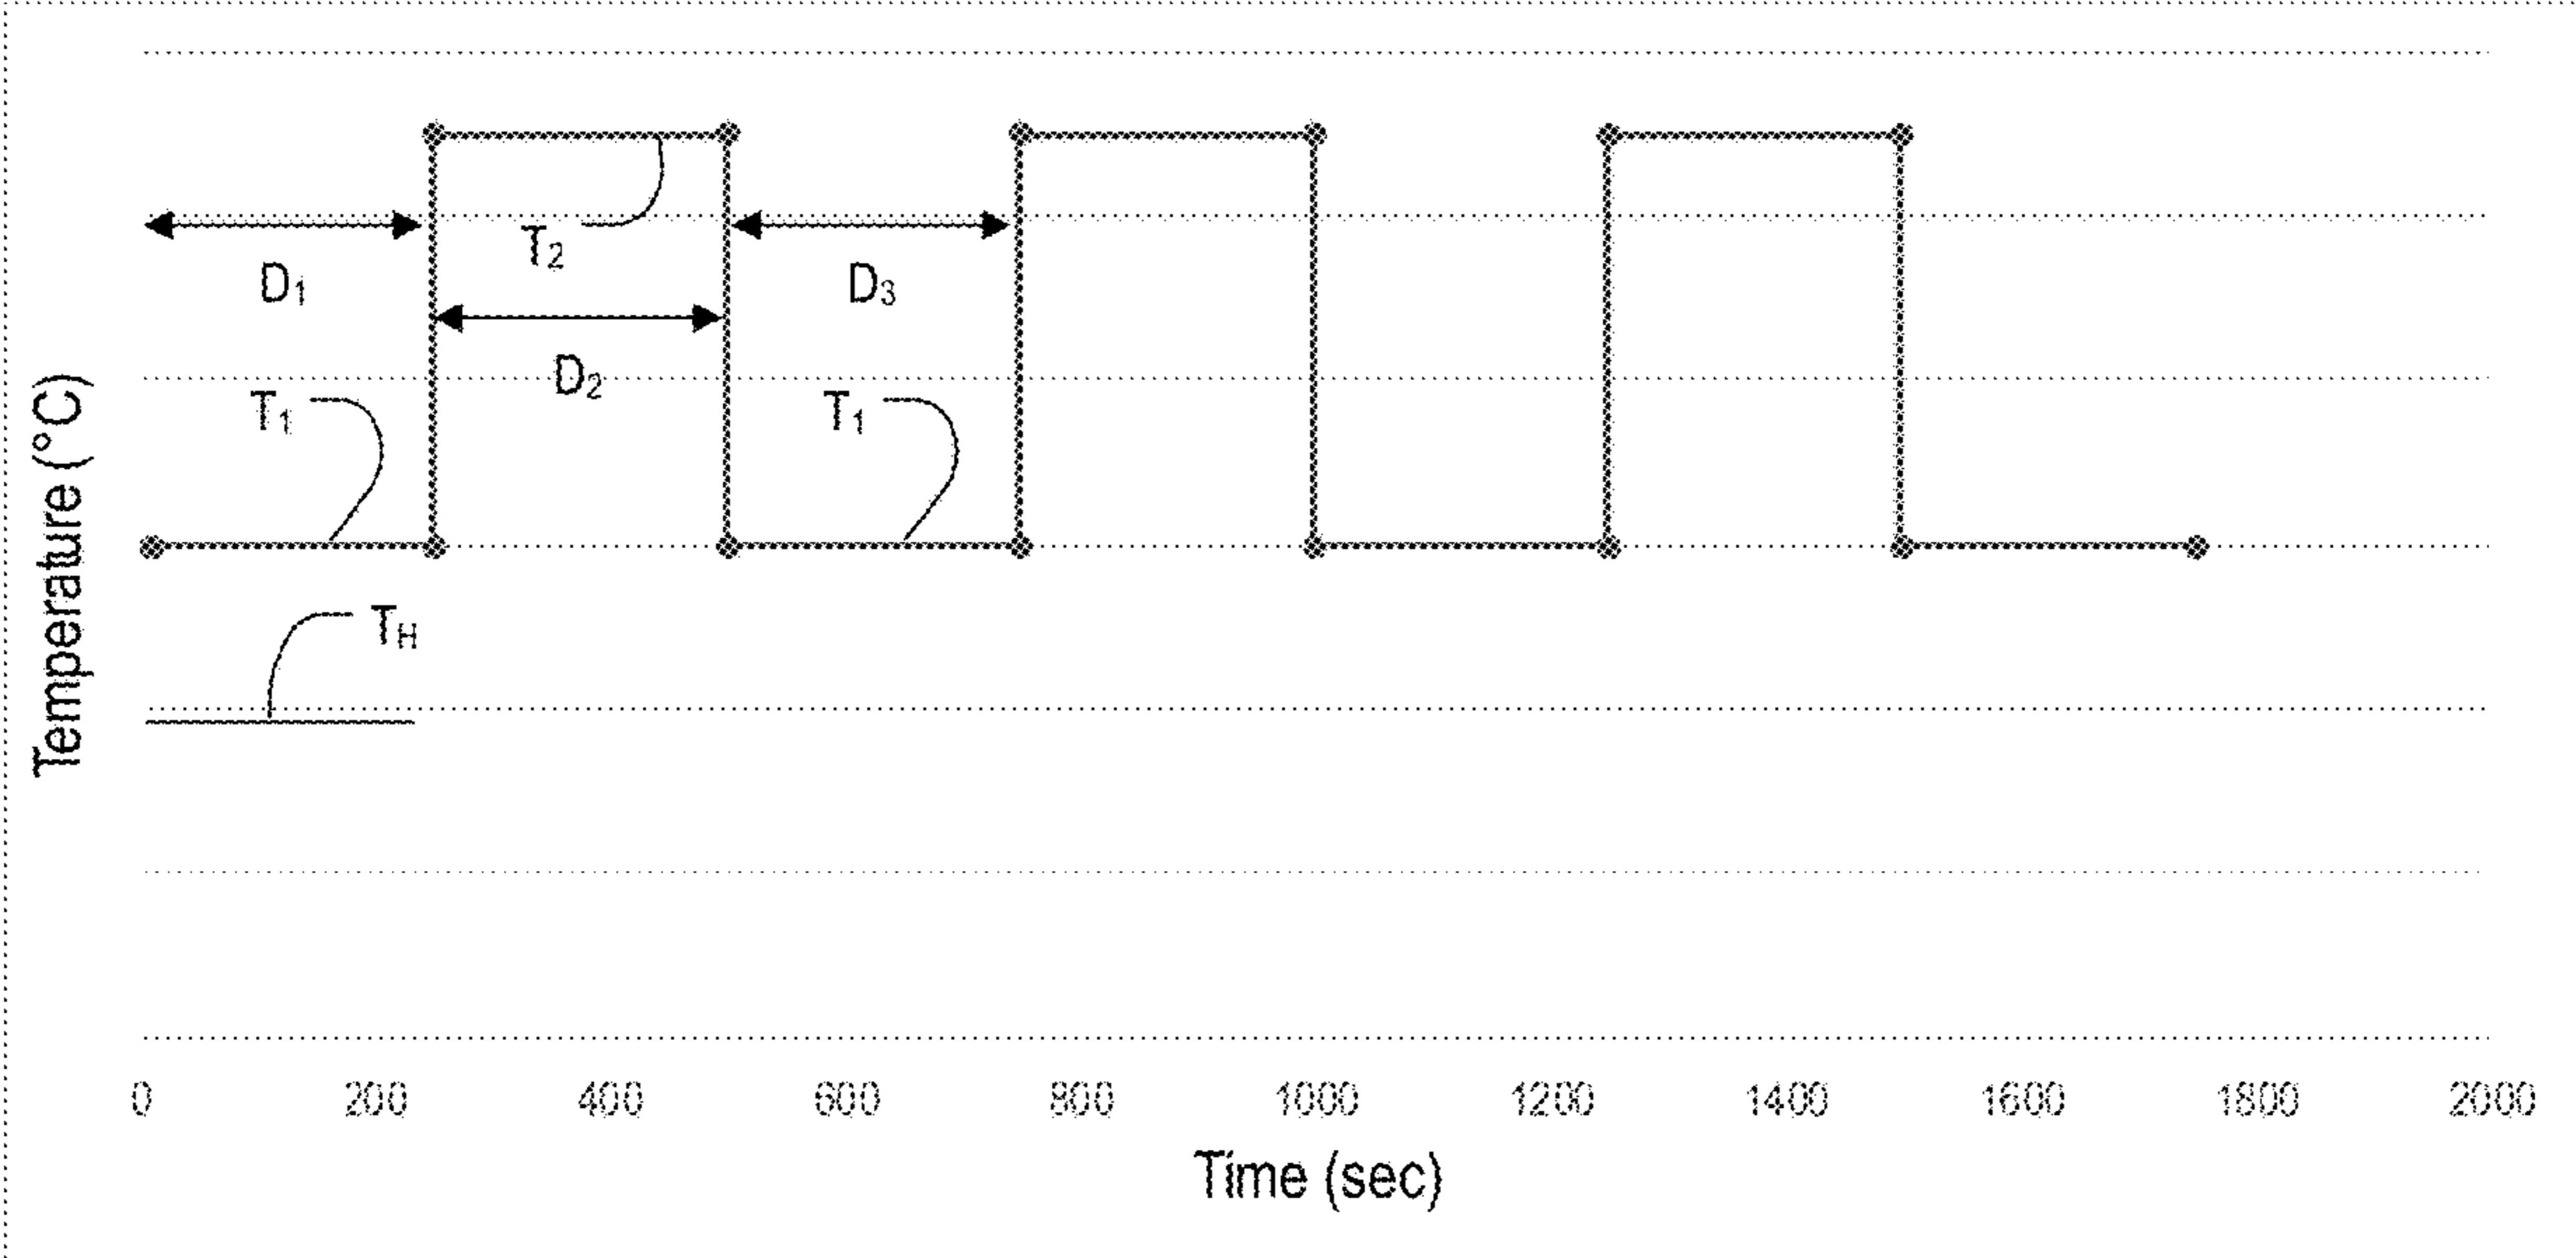 T₂
D₁
D₃
D₂
T₁
T₁
Temperature (°C)
T_H
0 200 400 600 800 1000 1200 1400 1600 1800 2000
Time (sec)